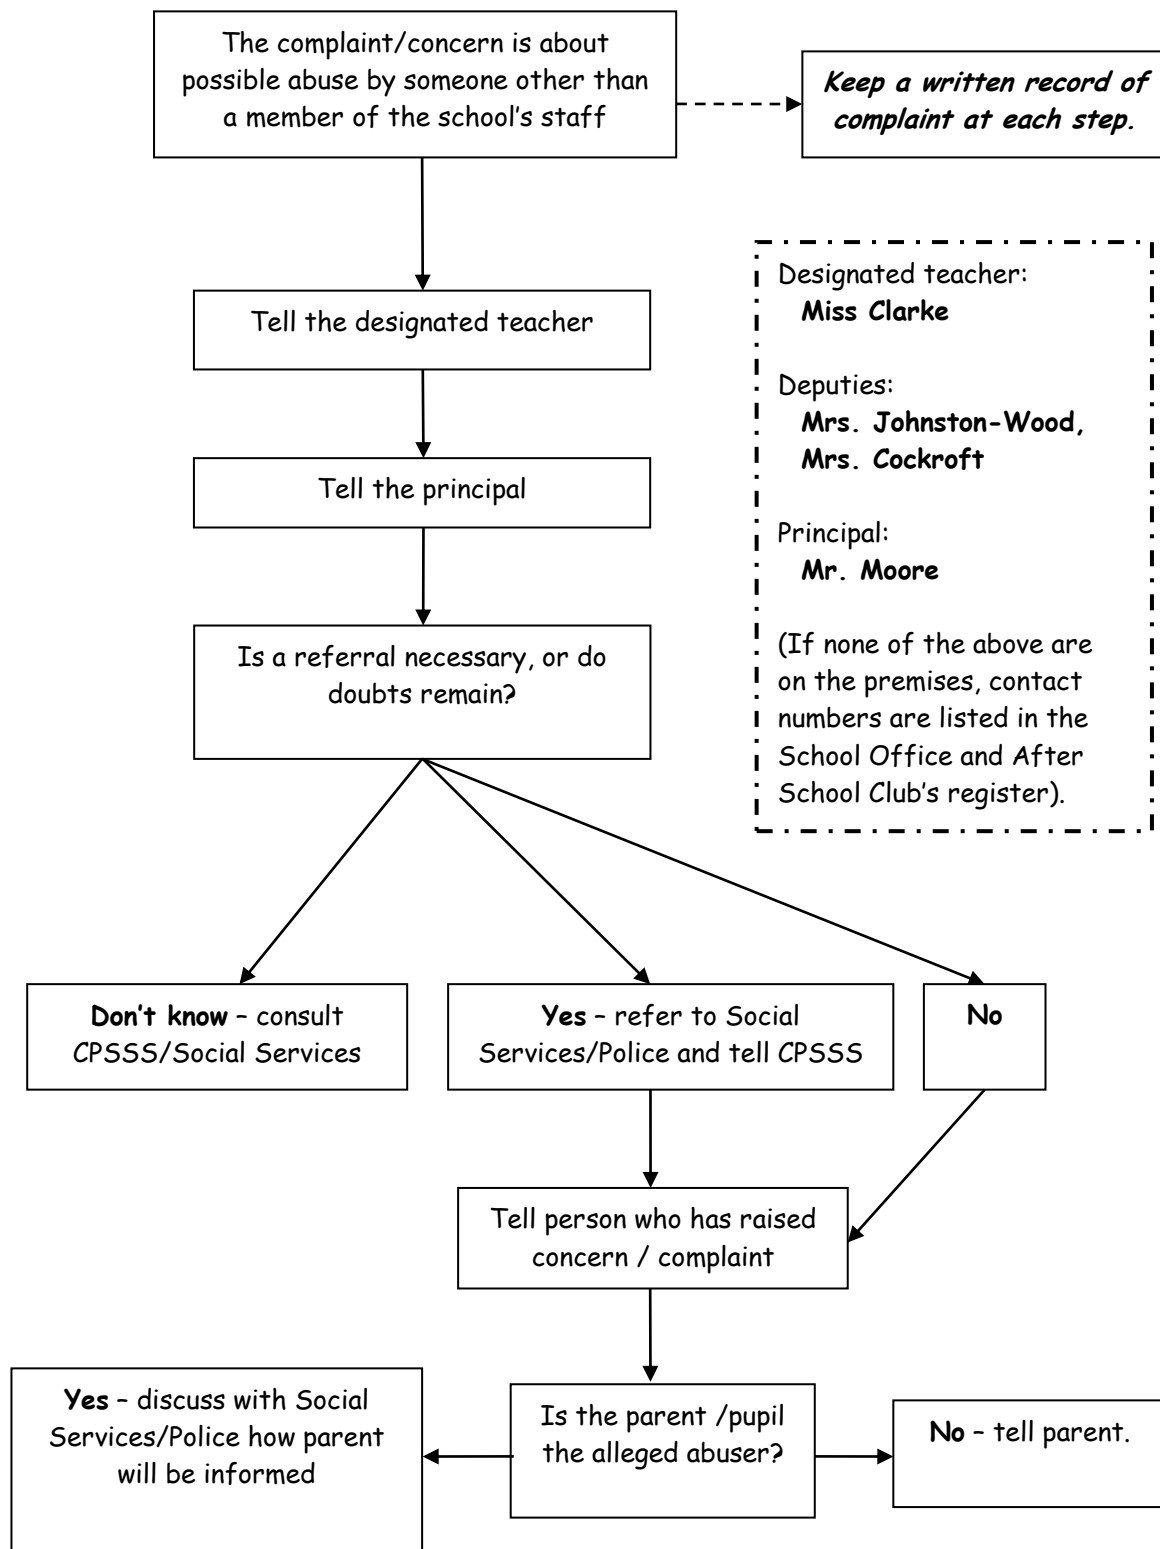 The complaint/concern is about
possible abuse by someone other than
a member of the school's staff
Keep a written record of
complaint at each step.
Tell the designated teacher
Designated teacher:
Miss Clarke
Deputies:
Mrs. Johnston-Wood,
Mrs. Cockroft
Principal:
Mr. Moore
(If none of the above are
on the premises, contact
numbers are listed in the
School Office and After
School Club's register).
Tell the principal
Is a referral necessary, or do
doubts remain?
Don't know – consult
CPSSS/Social Services
Yes – refer to Social
Services/Police and tell CPSSS
No
Tell person who has raised
concern / complaint
Yes – discuss with Social
Services/Police how parent
will be informed
Is the parent /pupil
the alleged abuser?
No – tell parent.